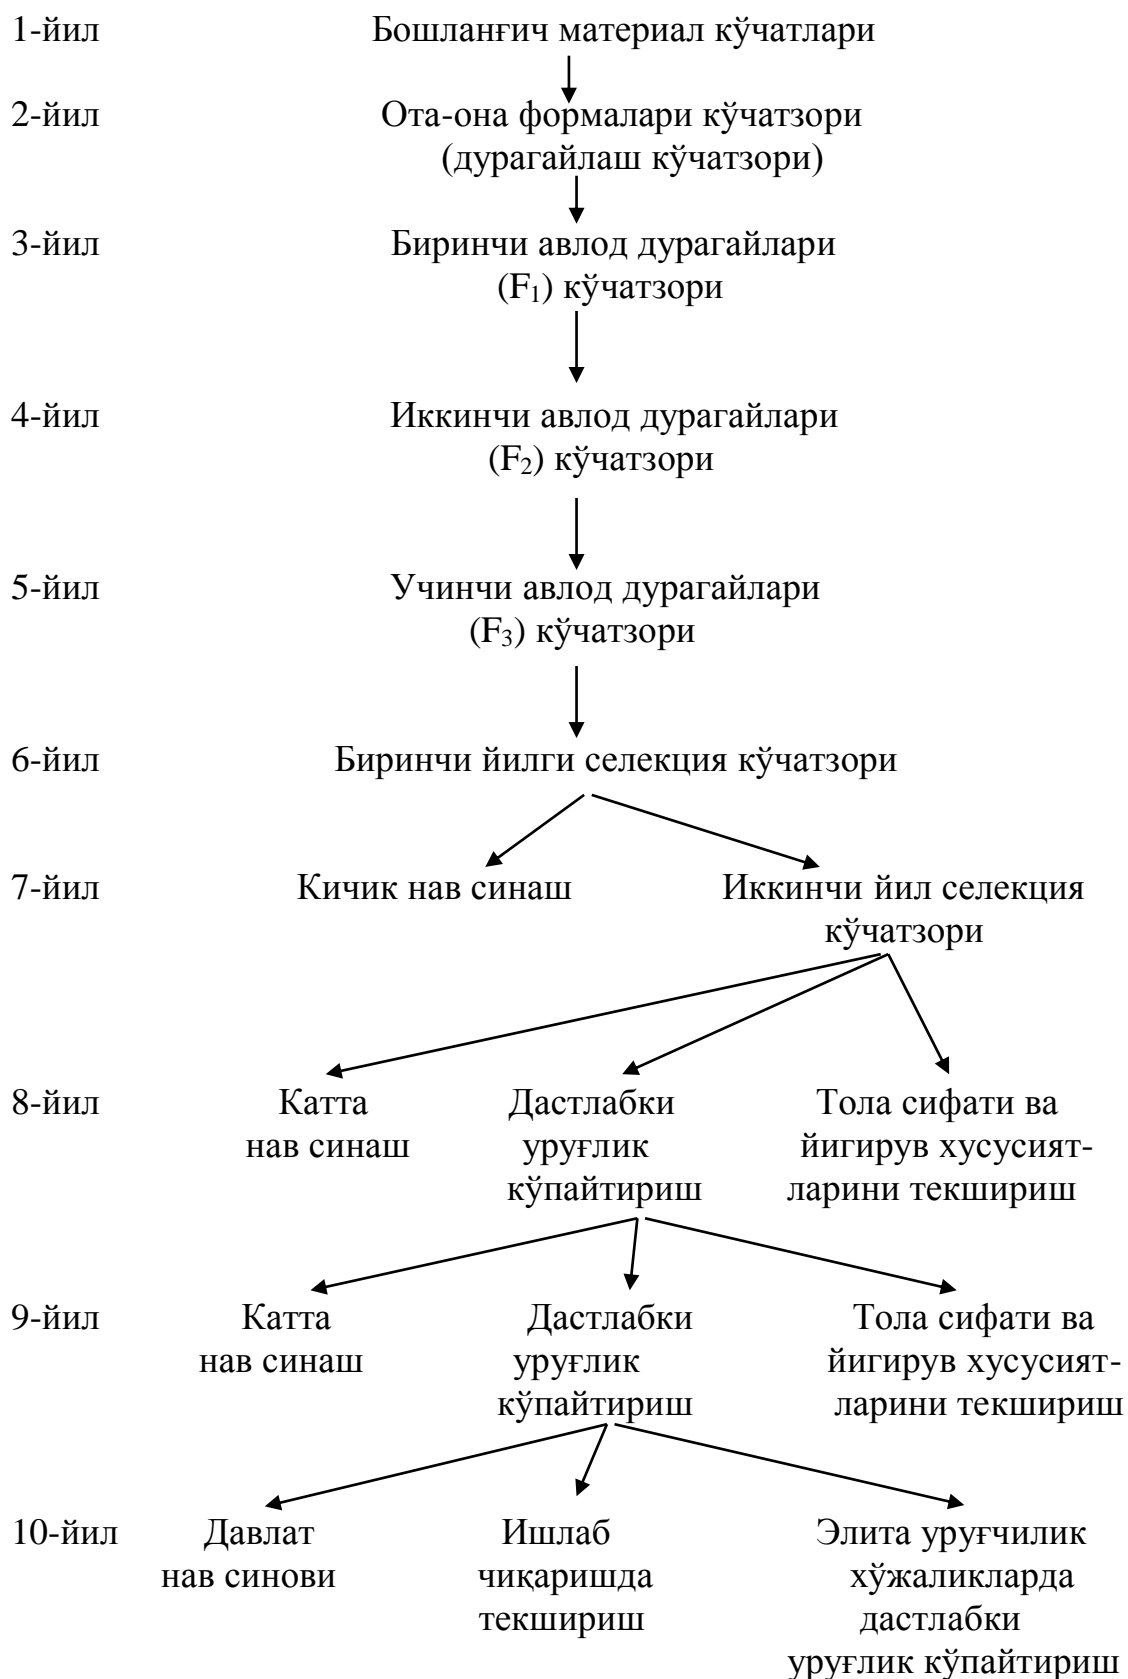 1-йил Бошланғич материал кўчатлари
2-йил Ота-она формалари кўчатзори
(дурагайлаш кўчатзори)
3-йил Биринчи авлод дурагайлари
(F₁) кўчатзори
4-йил Иккинчи авлод дурагайлари
(F₂) кўчатзори
5-йил Учинчи авлод дурагайлари
(F₃) кўчатзори
6-йил Биринчи йилги селекция кўчатзори
7-йил Кичик нав синаш Иккинчи йил селекция
кўчатзори
8-йил Катта Дастлабки Тола сифати ва
нав синаш уруғлик йигирув хусусият-
кўпайтириш ларини текшириш
9-йил Катта Дастлабки Тола сифати ва
нав синаш уруғлик йигирув хусусият-
кўпайтириш ларини текшириш
10-йил Давлат Ишлаб Элита уруғчилик
нав синови чиқаришда хўжаликларда
текшириш дастлабки
уруғлик кўпайтириш